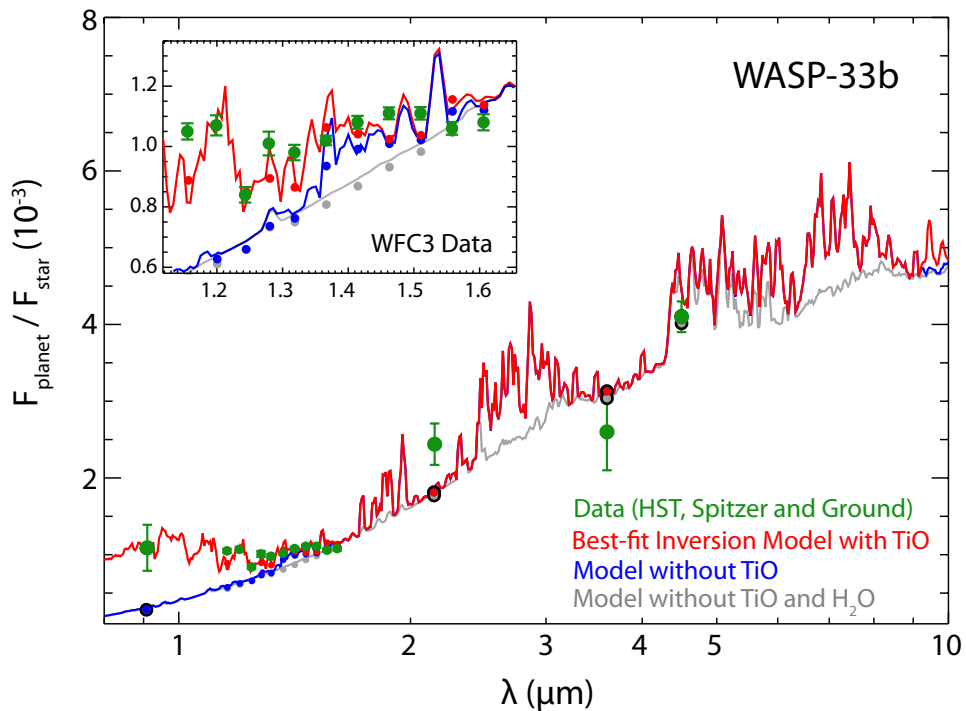 WASP-33b
8
6
4
2
F_planet / F_star (10^-3)
1.2
1.0
0.8
0.6
WFC3 Data
1.2 1.3 1.4 1.5 1.6
Data (HST, Spitzer and Ground)
Best-fit Inversion Model with TiO
Model without TiO
Model without TiO and H₂O
1 2 3 4 5 10
λ (μm)